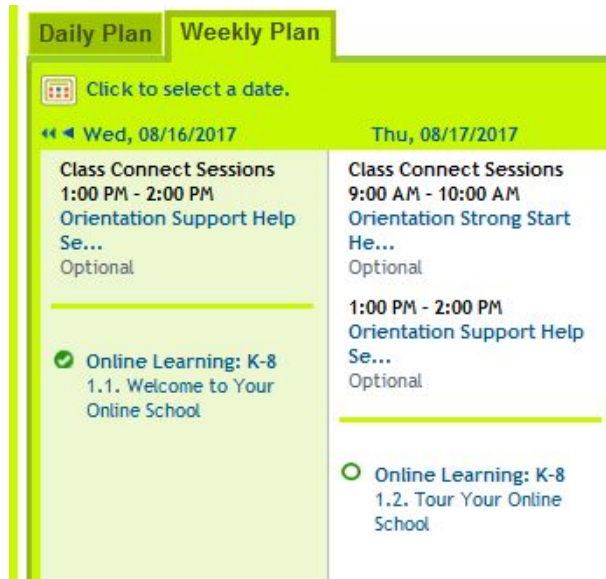 Daily Plan
Weekly Plan
Click to select a date.
Wed, 08/16/2017
Class Connect Sessions
1:00 PM - 2:00 PM
Orientation Support Help
Se...
Optional
Online Learning: K-8
1.1. Welcome to Your
Online School
Thu, 08/17/2017
Class Connect Sessions
9:00 AM - 10:00 AM
Orientation Strong Start
He...
Optional
1:00 PM - 2:00 PM
Orientation Support Help
Se...
Optional
Online Learning: K-8
1.2. Tour Your Online
School